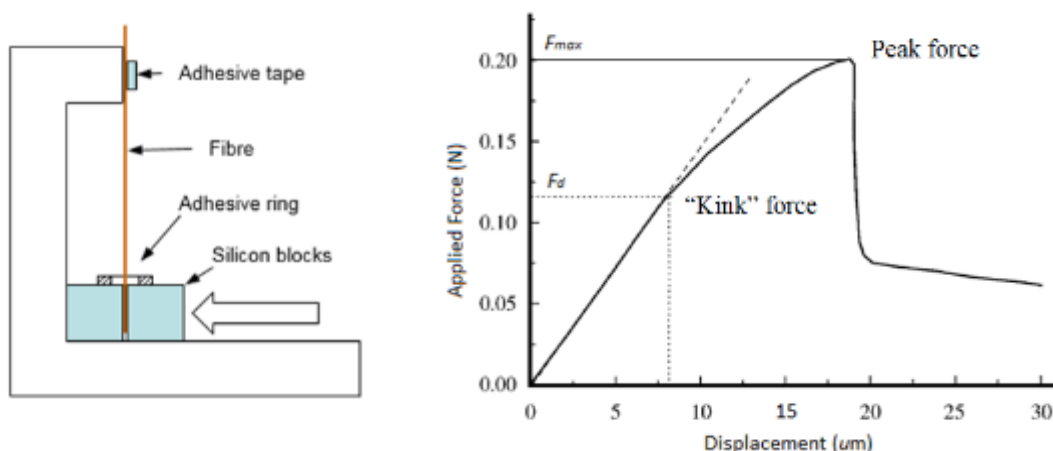 Adhesive tape
Fibre
Adhesive ring
Silicon blocks
Applied Force (N)
0.20
0.15
0.10
0.05
0.00
Fmax
Peak force
Fd
“Kink” force
0 5 10 15 20 25 30
Displacement (um)